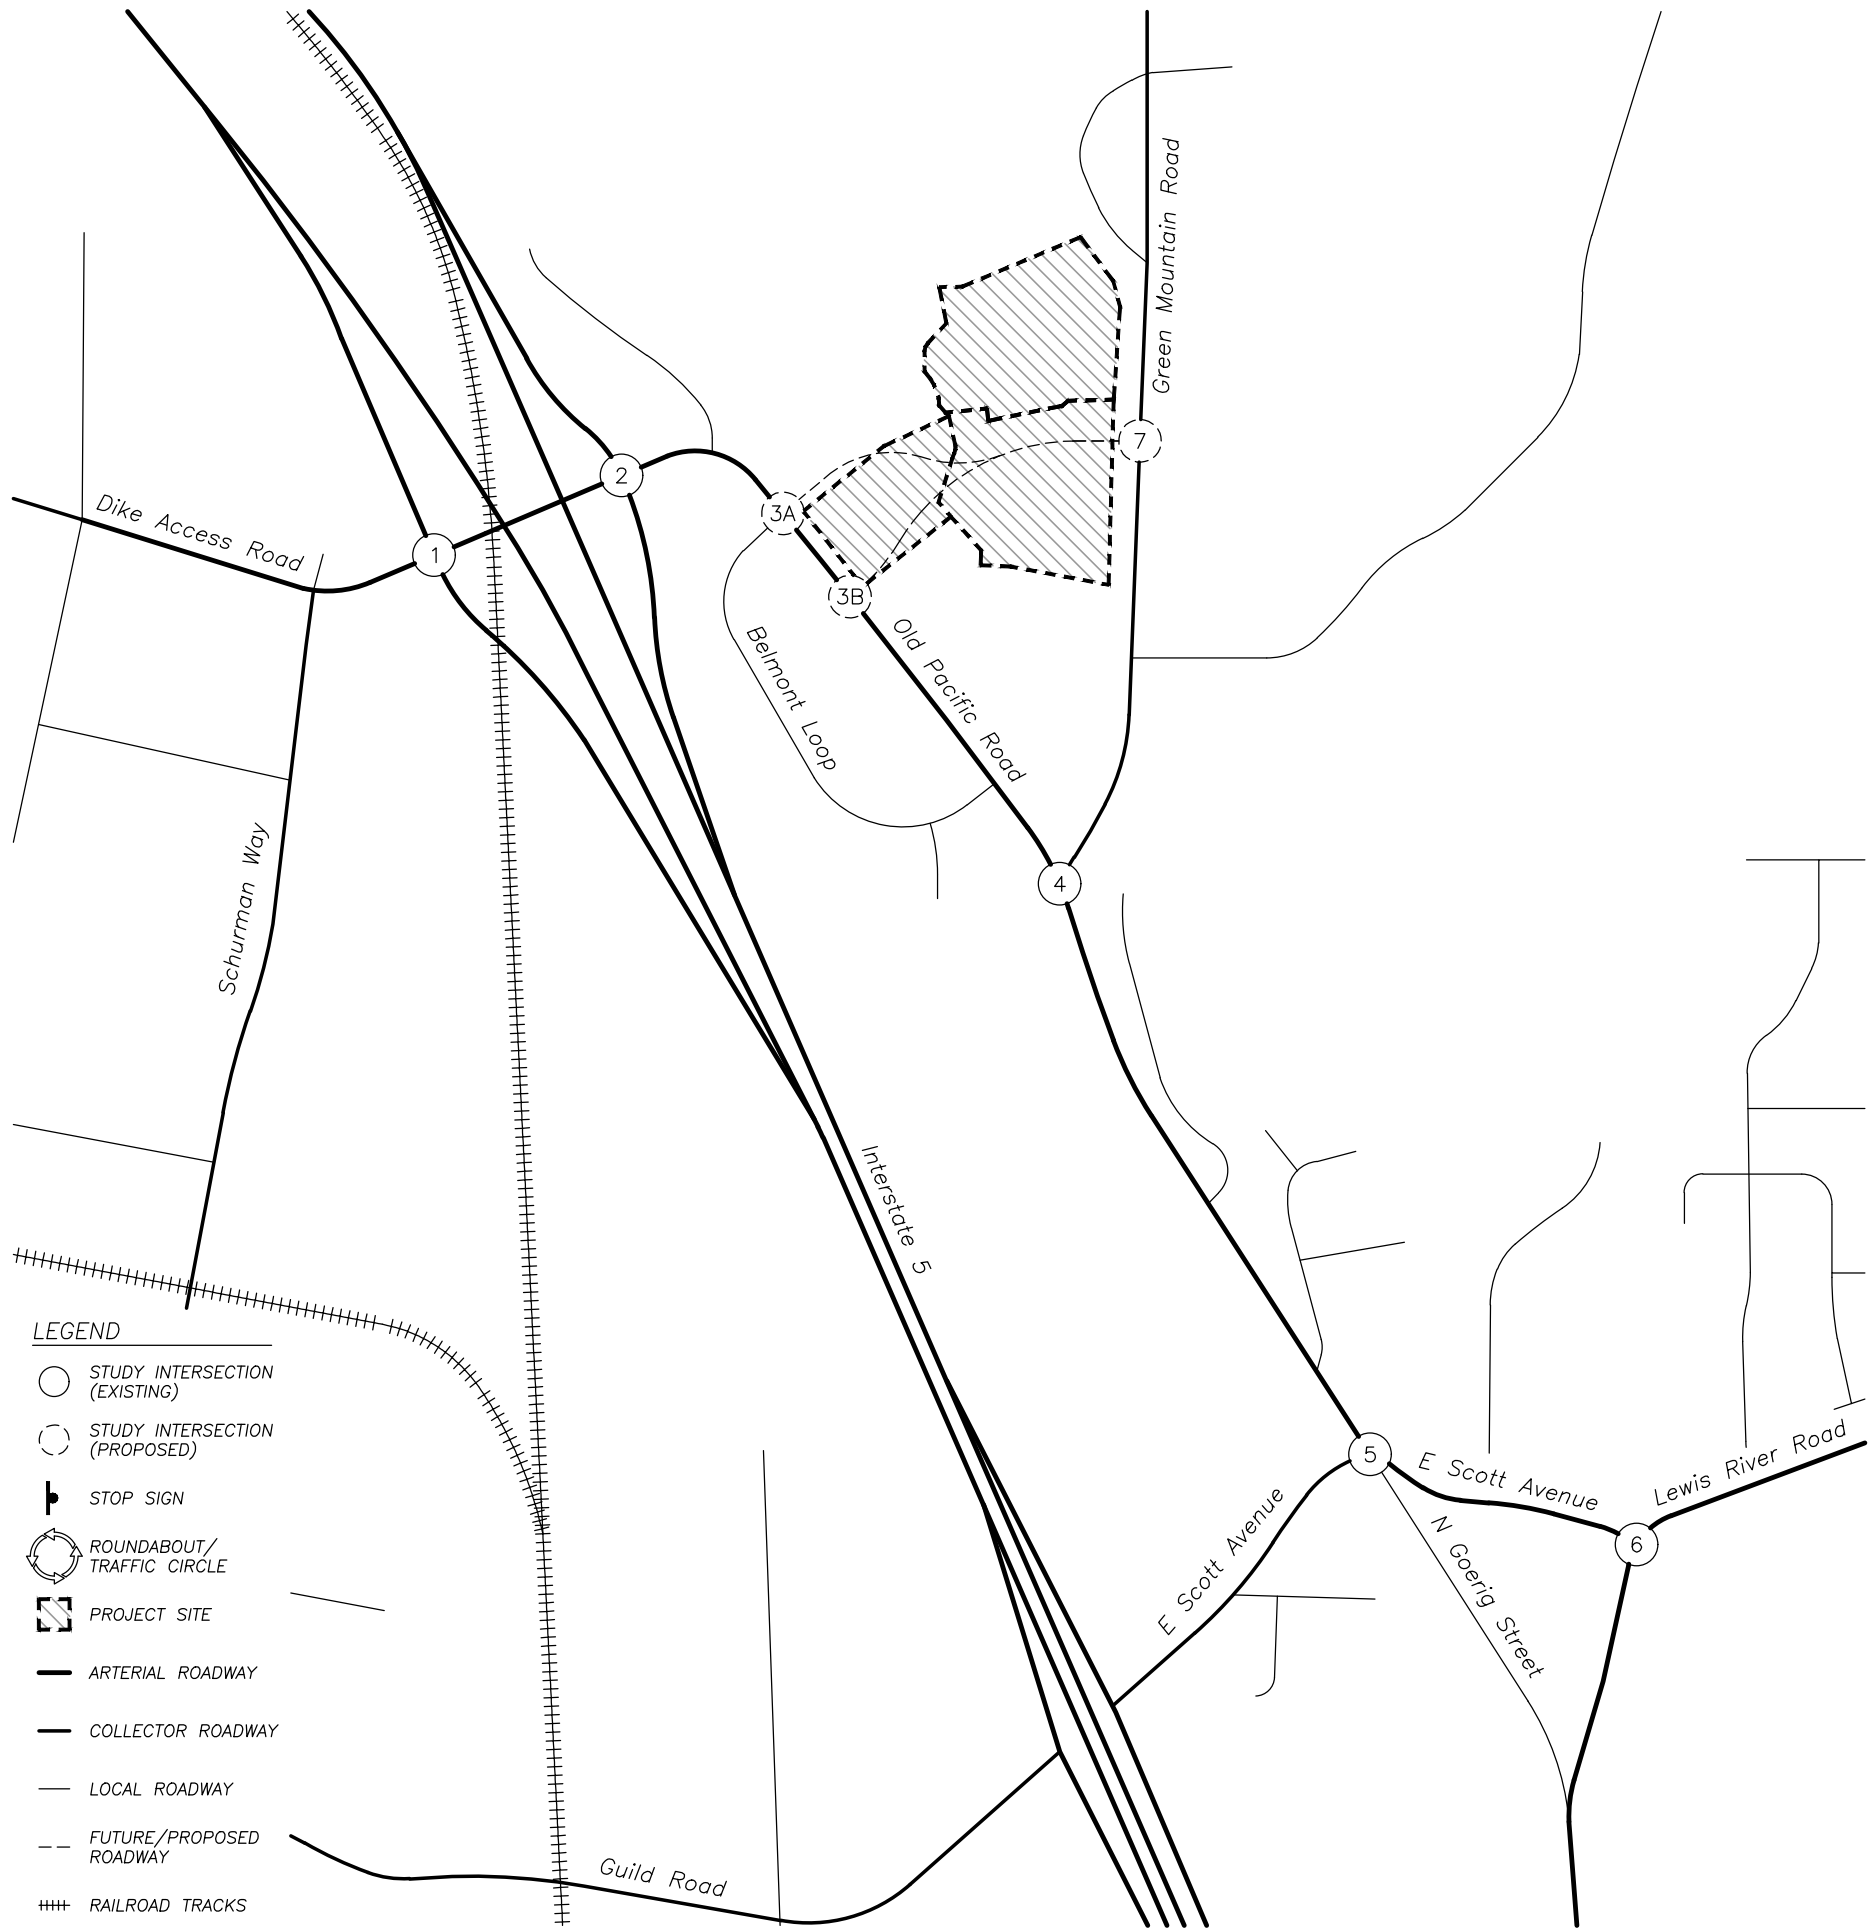 Green Mountain Road
7
2
3A
Dike Access Road
1
3B
Old Pacific Road
Belmont Loop
4
Schurman Way
Interstate 5
5
E Scott Avenue
Lewis River Road
6
E Scott Avenue
N Goerig Street
Guild Road
LEGEND
STUDY INTERSECTION
(EXISTING)
STUDY INTERSECTION
(PROPOSED)
STOP SIGN
ROUNDABOUT/
TRAFFIC CIRCLE
PROJECT SITE
ARTERIAL ROADWAY
COLLECTOR ROADWAY
LOCAL ROADWAY
FUTURE/PROPOSED
ROADWAY
RAILROAD TRACKS